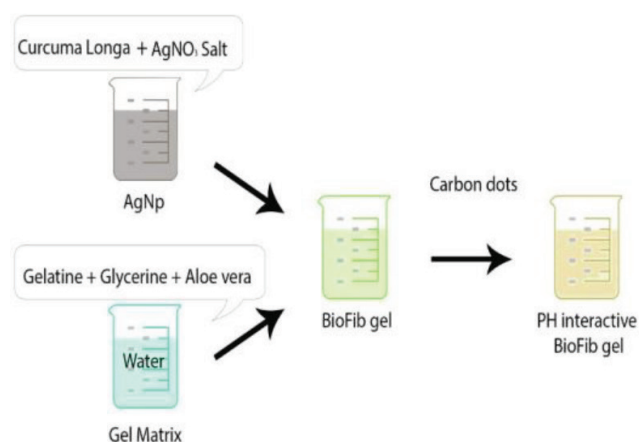 Curcuma Longa + AgNO₃ Salt
AgNp
Gelatine + Glycerine + Aloe vera
Water
Gel Matrix
BioFib gel
Carbon dots
PH interactive
BioFib gel